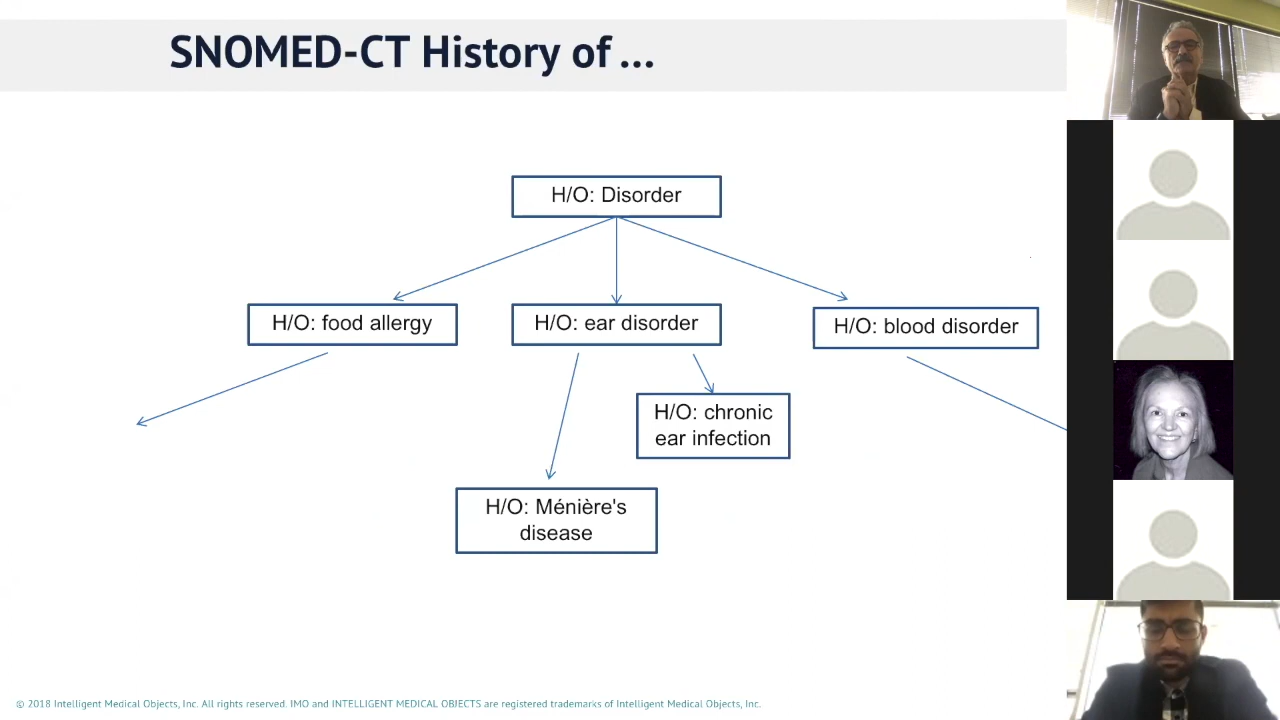 SNOMED-CT History of ...
H/O: Disorder
H/O: food allergy
H/O: ear disorder
H/O: blood disorder
H/O: chronic
ear infection
H/O: Ménière's
disease
© 2018 Intelligent Medical Objects, Inc. All rights reserved. IMO and INTELLIGENT MEDICAL OBJECTS are registered trademarks of Intelligent Medical Objects, Inc.